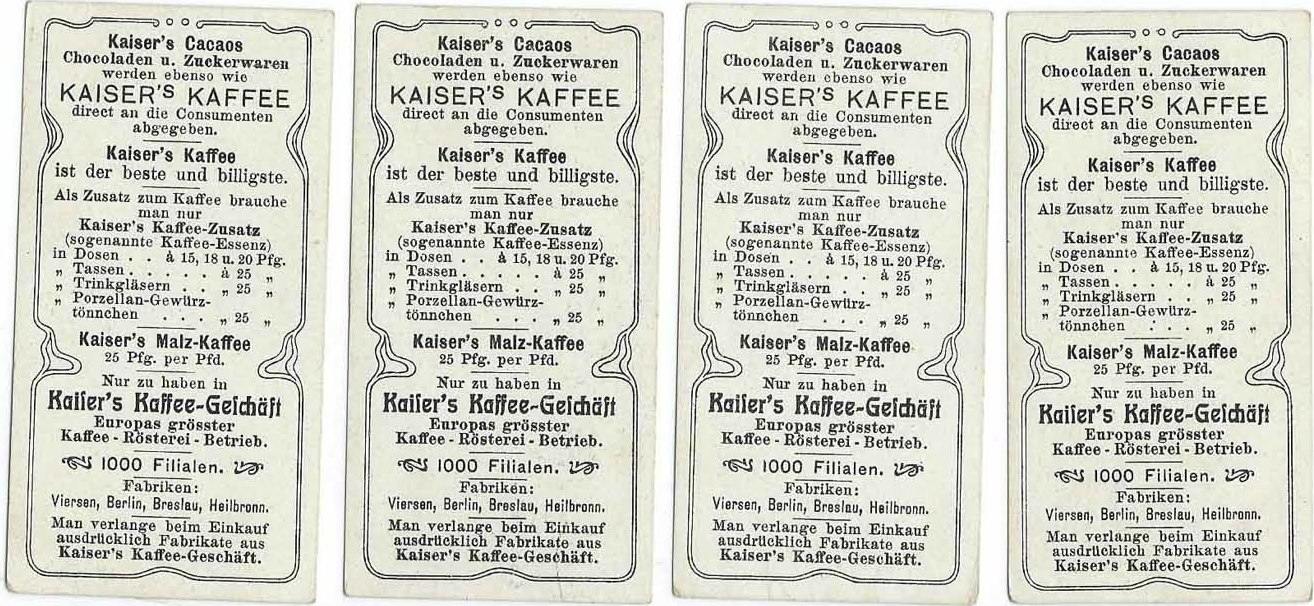 Kaiser's Cacaos
Chocoladen u. Zuckerwaren
werden ebenso wie
KAISER'S KAFFEE
direct an die Consumenten
abgegeben.
Kaiser's Kaffee
ist der beste und billigste.
Als Zusatz zum Kaffee brauche
man nur
Kaiser's Kaffee-Zusatz
(sogenannte Kaffee-Essenz)
in Dosen . . à 15, 18 u. 20 Pfg.
„ Tassen . . . . . à 25 „
„ Trinkgläsern . . „ 25 „
„ Porzellan-Gewürz-
tönnchen . . . „ 25 „
Kaiser's Malz-Kaffee
25 Pfg. per Pfd.
Nur zu haben in
Kaiſer's Kaffee-Geſchäft
Europas grösster
Kaffee - Rösterei - Betrieb.
1000 Filialen.
Fabriken:
Viersen, Berlin, Breslau, Heilbronn.
Man verlange beim Einkauf
ausdrücklich Fabrikate aus
Kaiser's Kaffee-Geschäft.
Kaiser's Cacaos
Chocoladen u. Zuckerwaren
werden ebenso wie
KAISER'S KAFFEE
direct an die Consumenten
abgegeben.
Kaiser's Kaffee
ist der beste und billigste.
Als Zusatz zum Kaffee brauche
man nur
Kaiser's Kaffee-Zusatz
(sogenannte Kaffee-Essenz)
in Dosen . . à 15, 18 u. 20 Pfg.
„ Tassen . . . . . à 25 „
„ Trinkgläsern . . „ 25 „
„ Porzellan-Gewürz-
tönnchen . . . „ 25 „
Kaiser's Malz-Kaffee
25 Pfg. per Pfd.
Nur zu haben in
Kaiſer's Kaffee-Geſchäft
Europas grösster
Kaffee - Rösterei - Betrieb.
1000 Filialen.
Fabriken:
Viersen, Berlin, Breslau, Heilbronn.
Man verlange beim Einkauf
ausdrücklich Fabrikate aus
Kaiser's Kaffee-Geschäft.
Kaiser's Cacaos
Chocoladen u. Zuckerwaren
werden ebenso wie
KAISER'S KAFFEE
direct an die Consumenten
abgegeben.
Kaiser's Kaffee
ist der beste und billigste.
Als Zusatz zum Kaffee brauche
man nur
Kaiser's Kaffee-Zusatz
(sogenannte Kaffee-Essenz)
in Dosen . . à 15, 18 u. 20 Pfg.
„ Tassen . . . . . à 25 „
„ Trinkgläsern . . „ 25 „
„ Porzellan-Gewürz-
tönnchen . . . „ 25 „
Kaiser's Malz-Kaffee
25 Pfg. per Pfd.
Nur zu haben in
Kaiſer's Kaffee-Geſchäft
Europas grösster
Kaffee - Rösterei - Betrieb.
1000 Filialen.
Fabriken:
Viersen, Berlin, Breslau, Heilbronn.
Man verlange beim Einkauf
ausdrücklich Fabrikate aus
Kaiser's Kaffee-Geschäft.
Kaiser's Cacaos
Chocoladen u. Zuckerwaren
werden ebenso wie
KAISER'S KAFFEE
direct an die Consumenten
abgegeben.
Kaiser's Kaffee
ist der beste und billigste.
Als Zusatz zum Kaffee brauche
man nur
Kaiser's Kaffee-Zusatz
(sogenannte Kaffee-Essenz)
in Dosen . . à 15, 18 u. 20 Pfg.
„ Tassen . . . . . à 25 „
„ Trinkgläsern . . „ 25 „
„ Porzellan-Gewürz-
tönnchen . . . „ 25 „
Kaiser's Malz-Kaffee
25 Pfg. per Pfd.
Nur zu haben in
Kaiſer's Kaffee-Geſchäft
Europas grösster
Kaffee - Rösterei - Betrieb.
1000 Filialen.
Fabriken:
Viersen, Berlin, Breslau, Heilbronn.
Man verlange beim Einkauf
ausdrücklich Fabrikate aus
Kaiser's Kaffee-Geschäft.